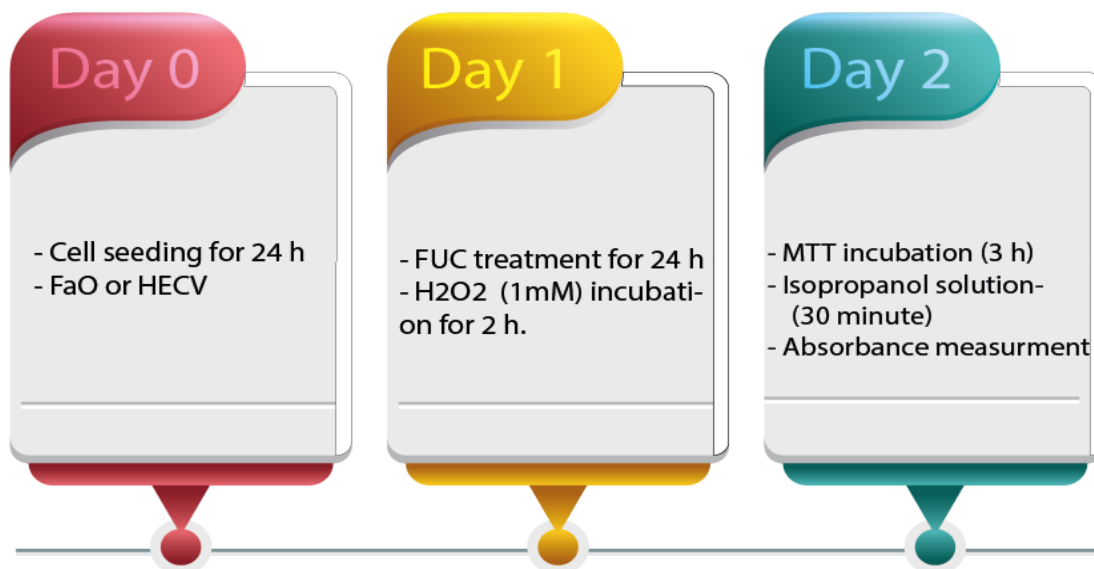 Day 0
- Cell seeding for 24 h
- FaO or HECV
Day 1
- FUC treatment for 24 h
- H2O2 (1mM) incubati-
on for 2 h.
Day 2
- MTT incubation (3 h)
- Isopropanol solution-
(30 minute)
- Absorbance measurment